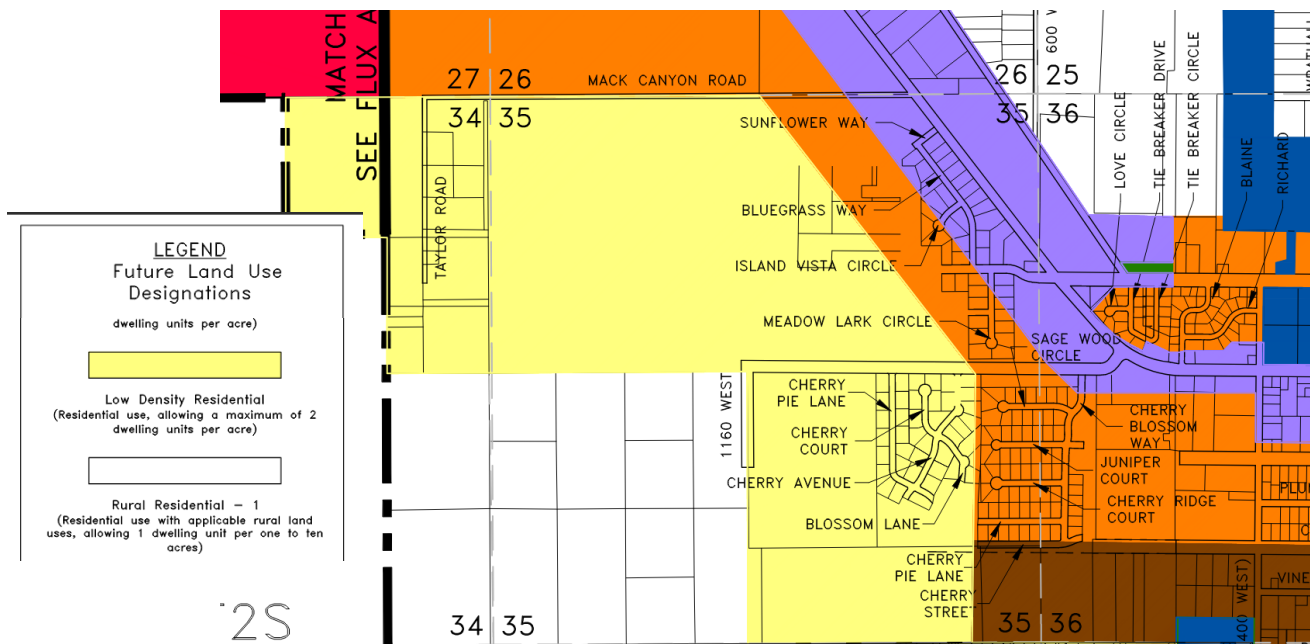 MATCH
SEE FLUX A
27 26
34 35
MACK CANYON ROAD
600 W
26 25
35 36
SUNFLOWER WAY
LOVE CIRCLE
TIE BREAKER DRIVE
TIE BREAKER CIRCLE
BLAINE
RICHARD
TAYLOR ROAD
BLUEGRASS WAY
ISLAND VISTA CIRCLE
MEADOW LARK CIRCLE
SAGE WOOD
CIRCLE
LEGEND
Future Land Use
Designations
dwelling units per acre)
Low Density Residential
(Residential use, allowing a maximum of 2
dwelling units per acre)
Rural Residential – 1
(Residential use with applicable rural land
uses, allowing 1 dwelling unit per one to ten
acres)
1160 WEST
CHERRY
PIE LANE
CHERRY
COURT
CHERRY AVENUE
BLOSSOM LANE
CHERRY
BLOSSOM
WAY
JUNIPER
COURT
CHERRY RIDGE
COURT
CHERRY
PIE LANE
CHERRY
STREET
PLU
VINE
400 WEST)
2S
34 35
35 36